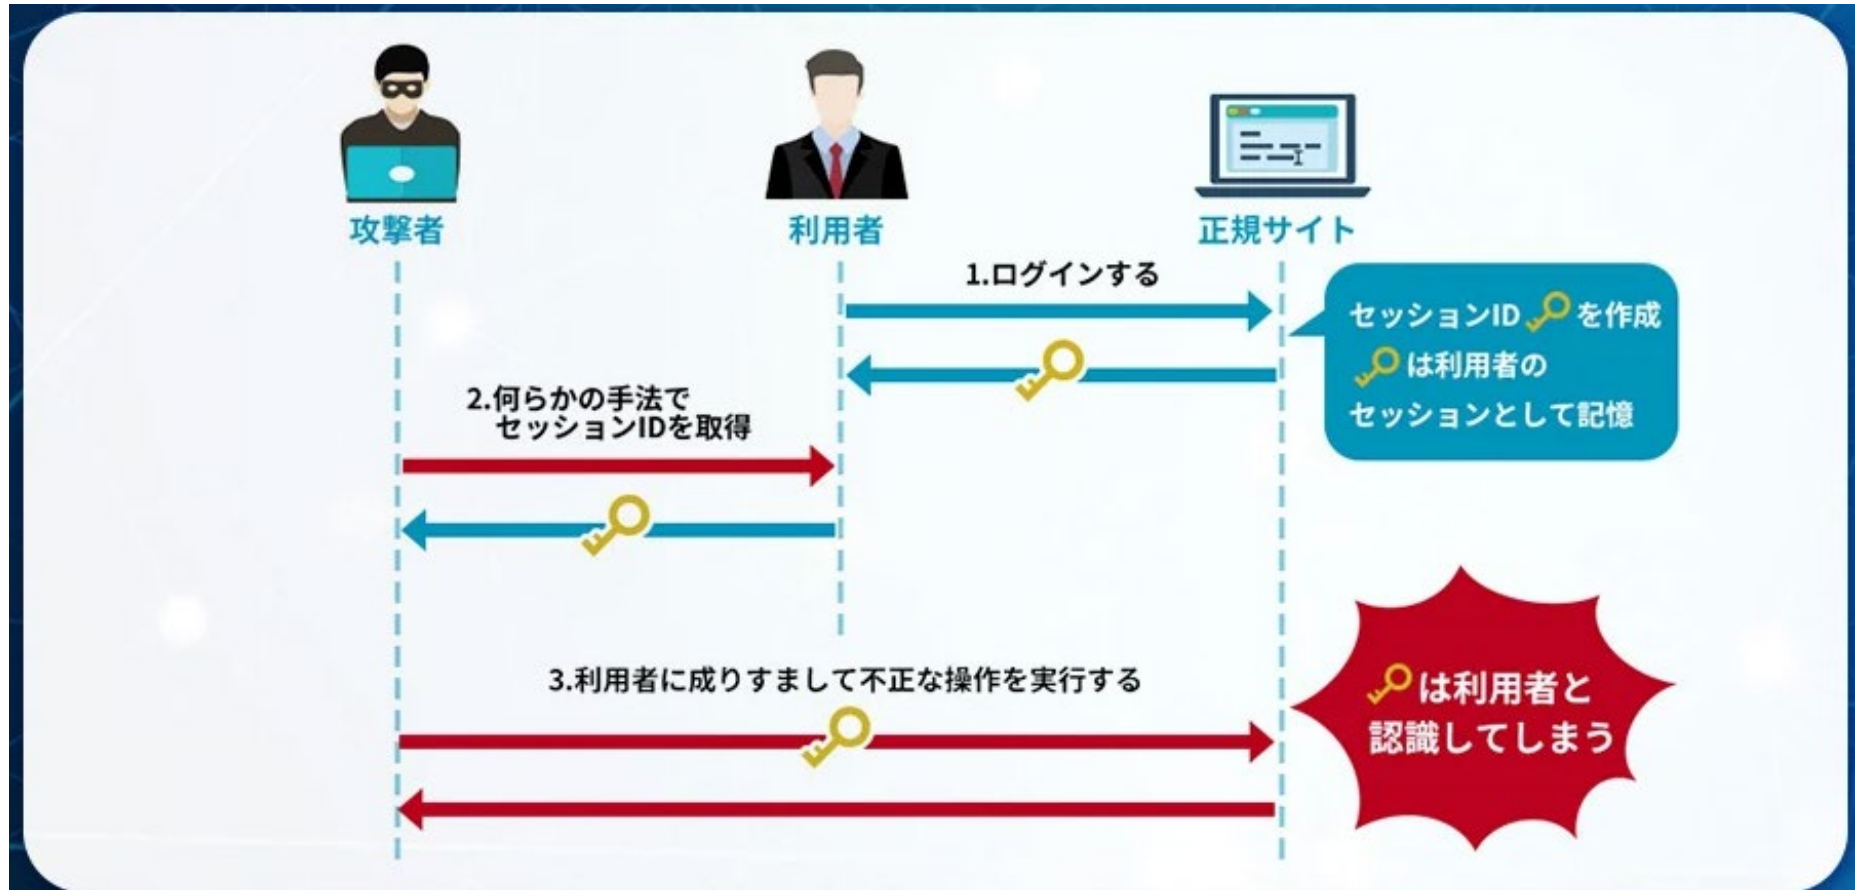 攻撃者
利用者
正規サイト
1.ログインする
セッションID を作成
は利用者の
セッションとして記憶
2.何らかの手法で
セッションIDを取得
3.利用者に成りすまして不正な操作を実行する
は利用者と
認識してしまう